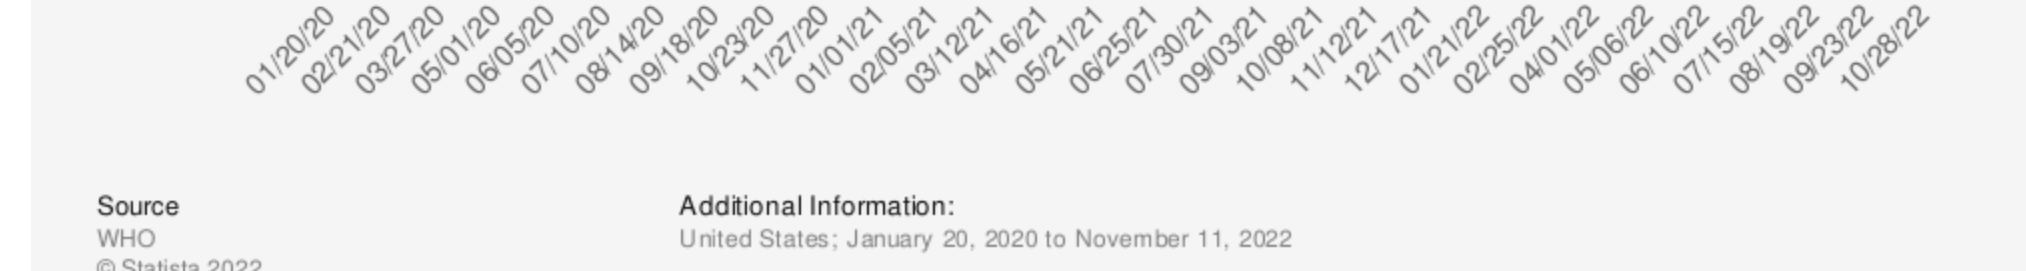 01/20/20 02/21/20 03/27/20 05/01/20 06/05/20 07/10/20 08/14/20 09/18/20 10/23/20 11/27/20 01/01/21 02/05/21 03/12/21 04/16/21 05/21/21 06/25/21 07/30/21 09/03/21 10/08/21 11/12/21 12/17/21 01/21/22 02/25/22 04/01/22 05/06/22 06/10/22 07/15/22 08/19/22 09/23/22 10/28/22
Source
WHO
© Statista 2022
Additional Information:
United States; January 20, 2020 to November 11, 2022